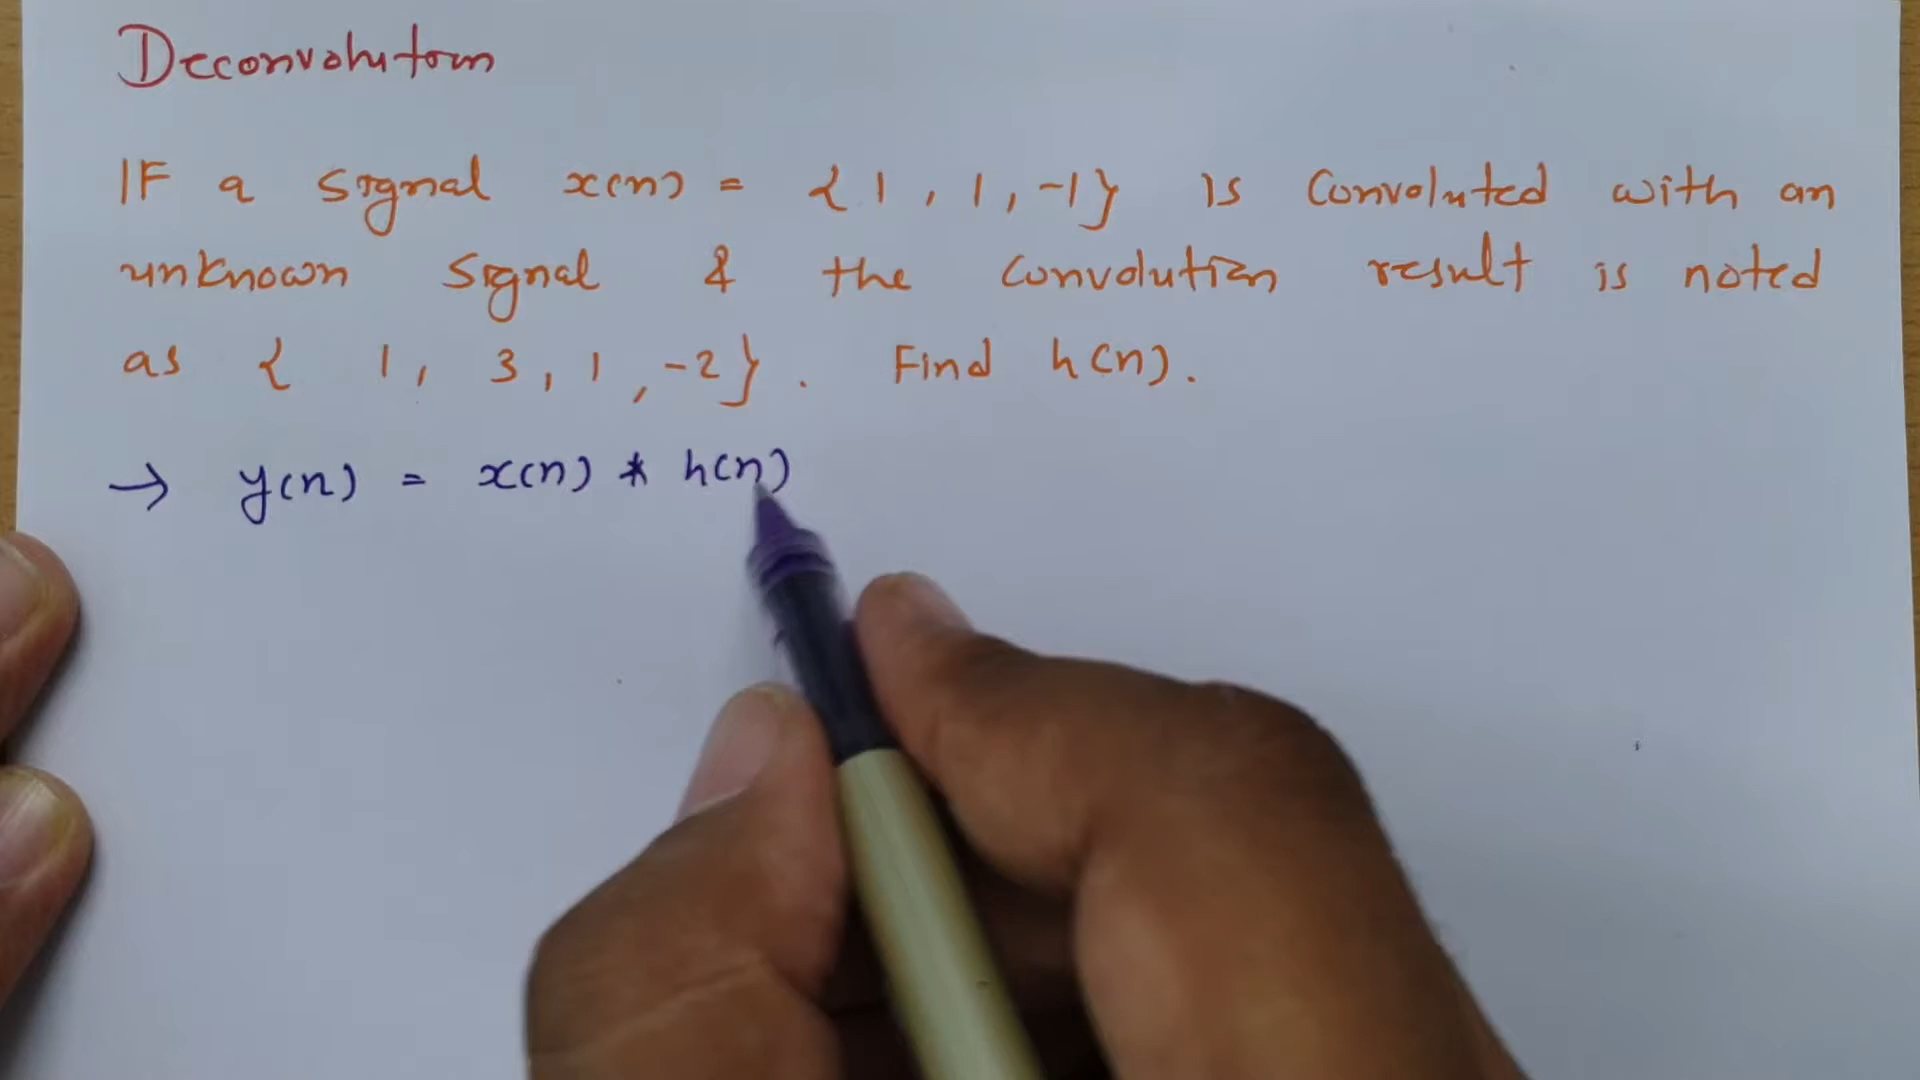 Deconvolution
IF a signal x(n) = {1, 1, -1} is convoluted with an
unknown signal & the convolution result is noted
as { 1, 3, 1, -2}. Find h(n).
→ y(n) = x(n) * h(n)